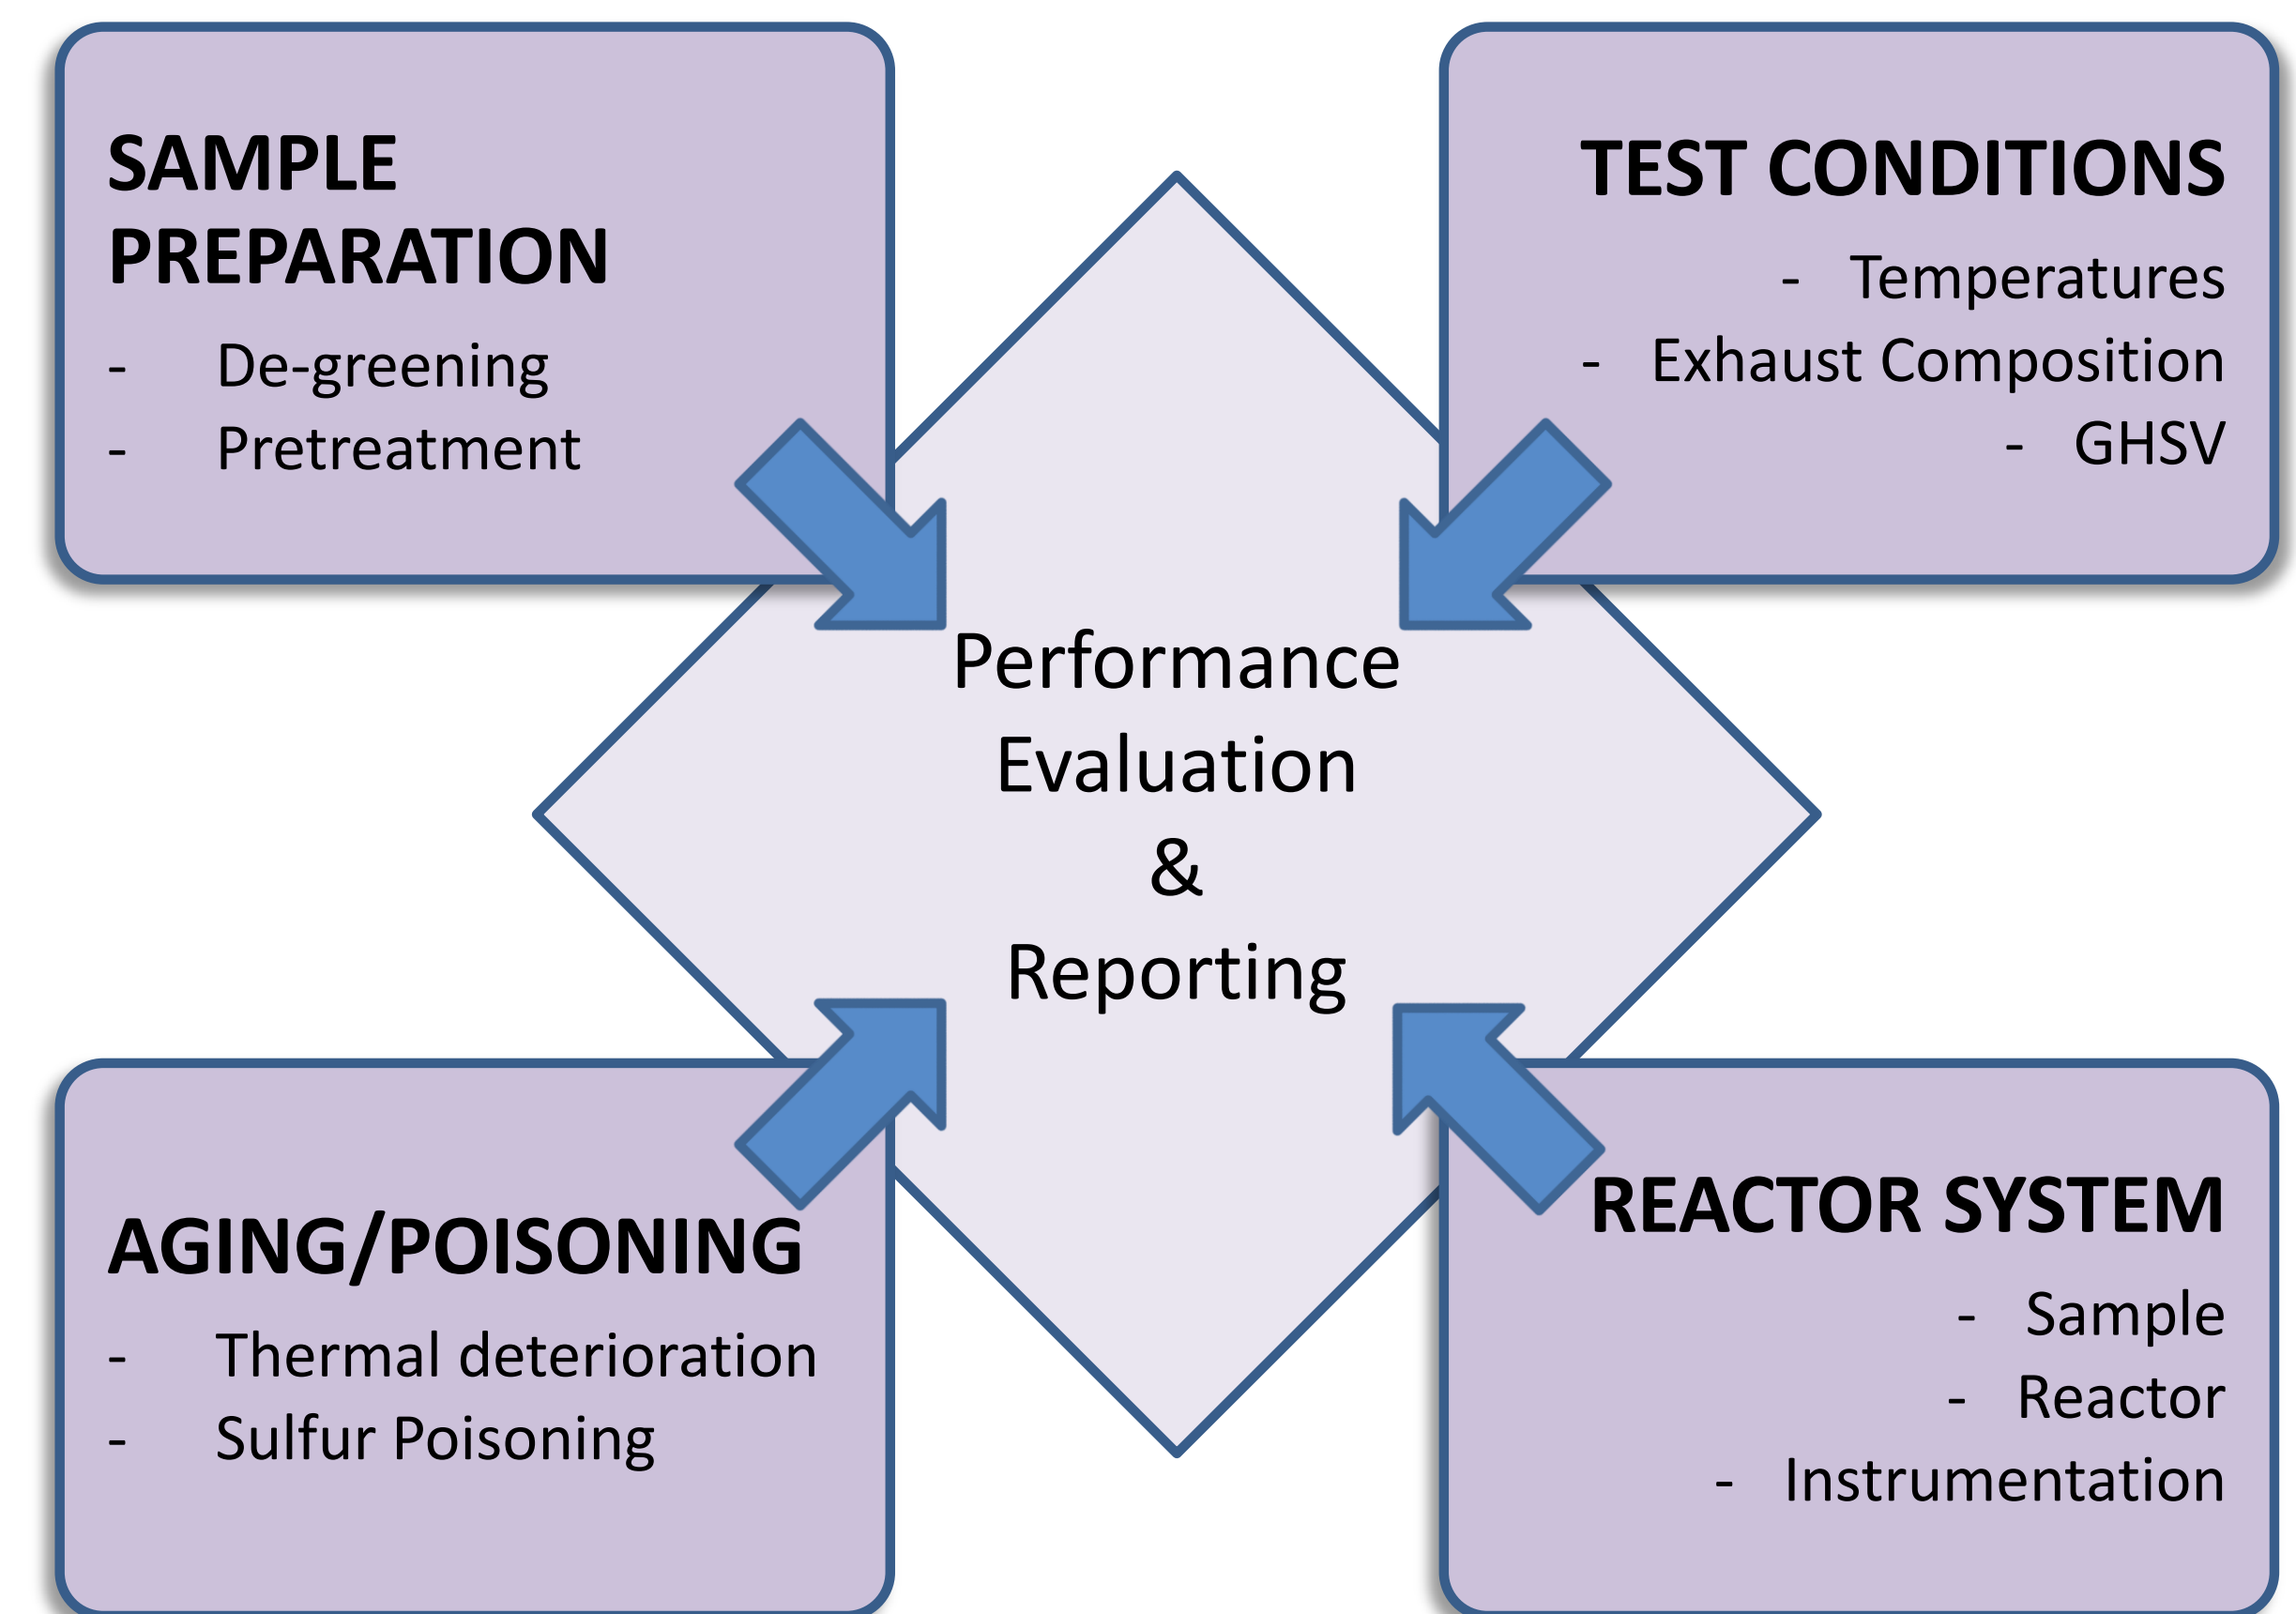 SAMPLE
PREPARATION
- De-greening
- Pretreatment
TEST CONDITIONS
- Temperatures
- Exhaust Composition
- GHSV
Performance
Evaluation
&
Reporting
AGING/POISONING
- Thermal deterioration
- Sulfur Poisoning
REACTOR SYSTEM
- Sample
- Reactor
- Instrumentation